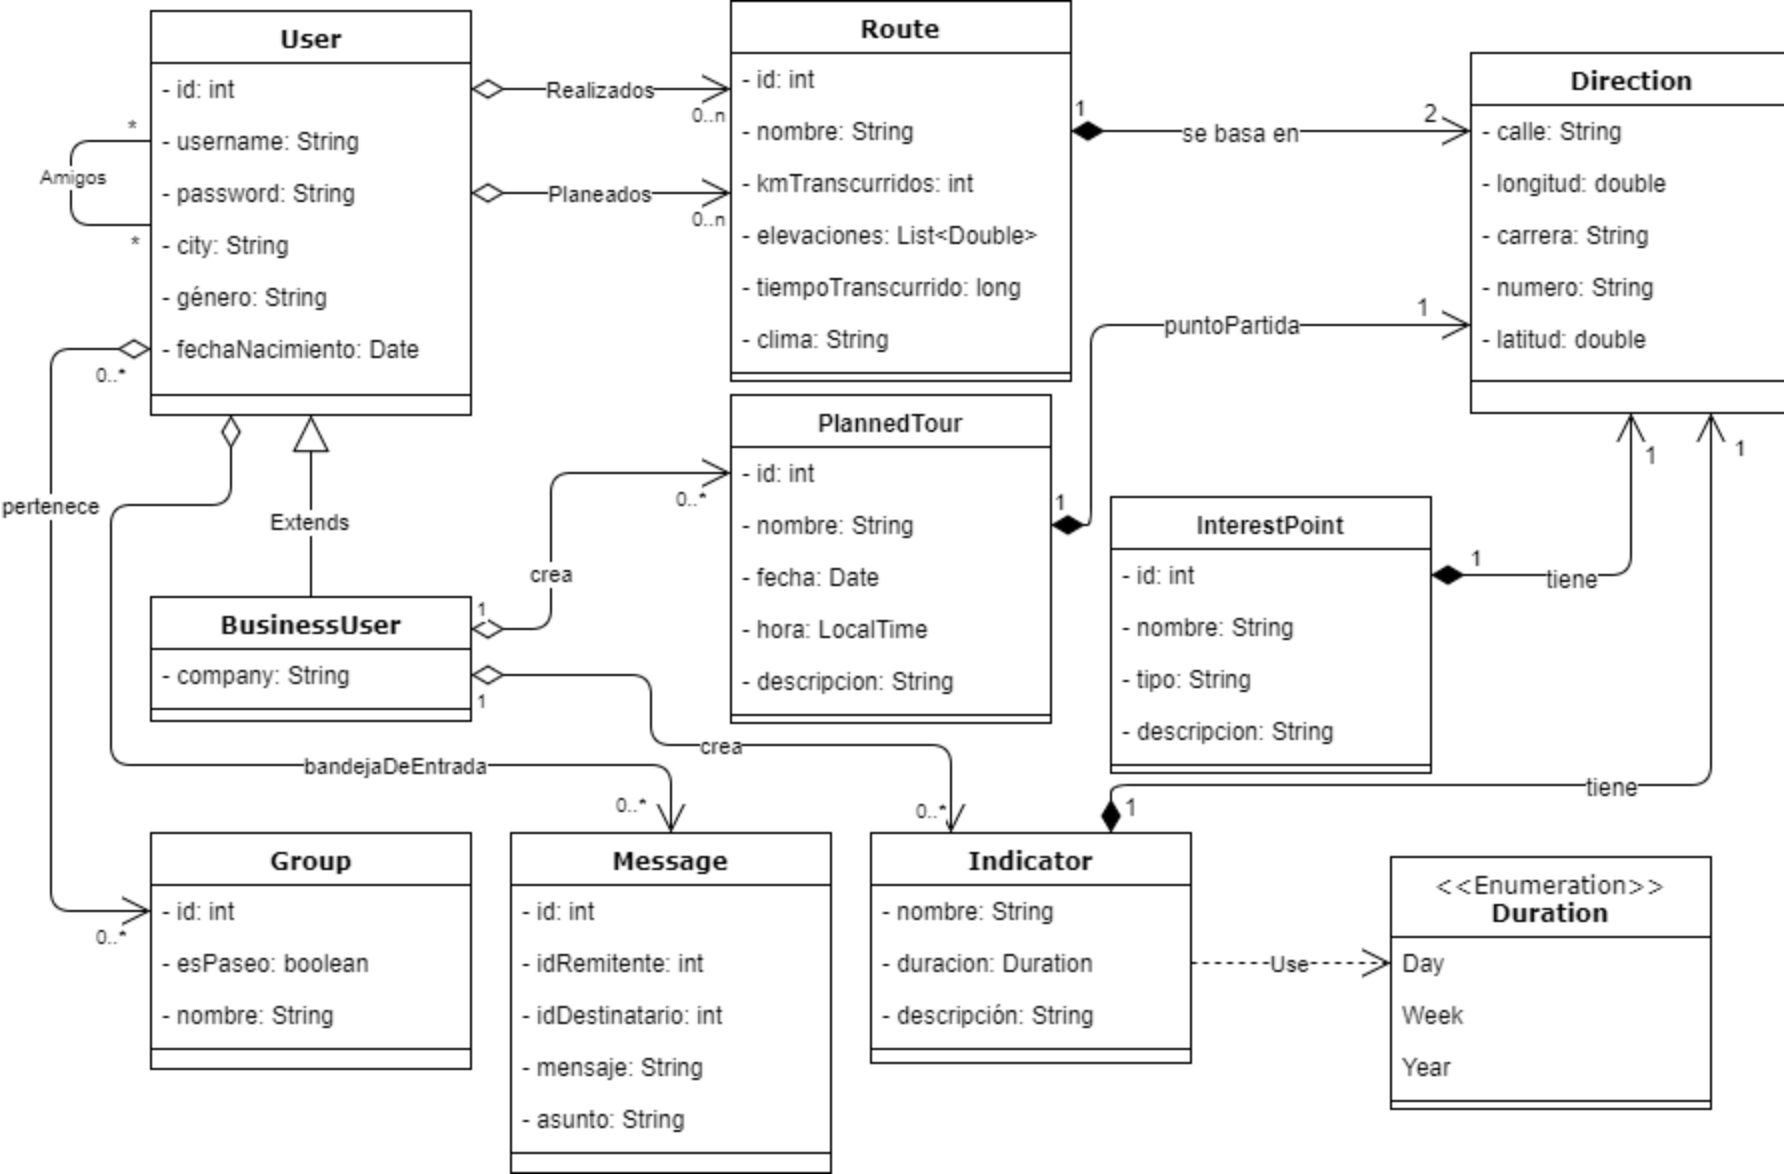 User
- id: int
- username: String
- password: String
- city: String
- género: String
- fechaNacimiento: Date
*
Amigos
*
0..*
pertenece
0..*
Realizados
0..n
Planeados
0..n
Route
- id: int
- nombre: String
- kmTranscurridos: int
- elevaciones: List<Double>
- tiempoTranscurrido: long
- clima: String
1
se basa en
2
Direction
- calle: String
- longitud: double
- carrera: String
- numero: String
- latitud: double
puntoPartida
1
1
PlannedTour
- id: int
- nombre: String
- fecha: Date
- hora: LocalTime
- descripcion: String
Extends
BusinessUser
- company: String
1
crea
0..*
1
crea
0..*
bandejaDeEntrada
0..*
InterestPoint
- id: int
- nombre: String
- tipo: String
- descripcion: String
1
tiene
1
1
tiene
1
Group
- id: int
- esPaseo: boolean
- nombre: String
Message
- id: int
- idRemitente: int
- idDestinatario: int
- mensaje: String
- asunto: String
Indicator
- nombre: String
- duracion: Duration
- descripción: String
Use
<<Enumeration>>
Duration
Day
Week
Year